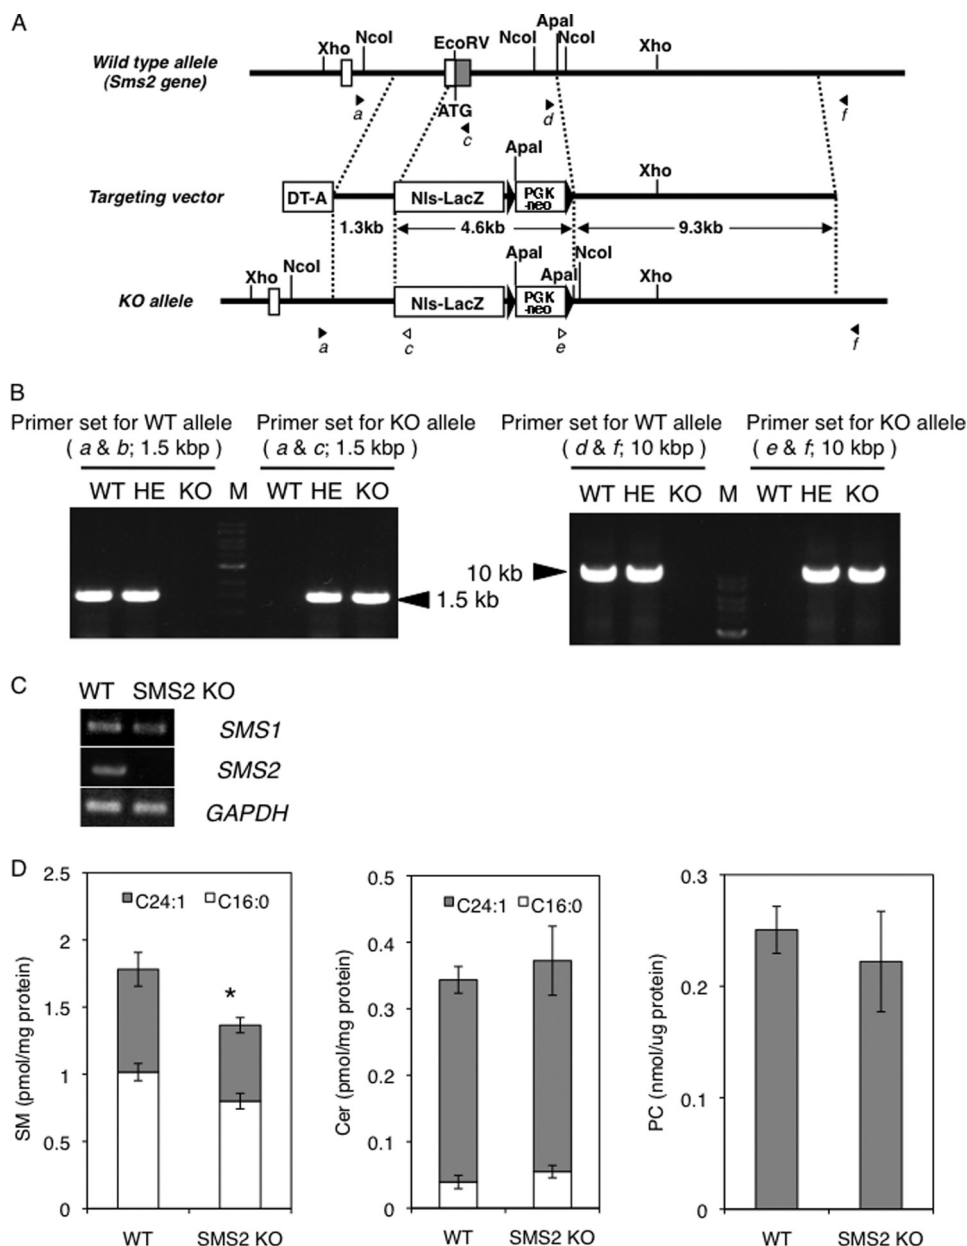 A
Wild type allele
(Sms2 gene)
Xho
NcoI
EcoRV
NcoI
ApaI
NcoI
Xho
a
ATG
c
d
f
Targeting vector
DT-A
Nls-LacZ
ApaI
PGK
-neo
Xho
1.3kb
4.6kb
9.3kb
KO allele
Xho
NcoI
Nls-LacZ
ApaI
PGK
-neo
ApaI
NcoI
Xho
a
c
e
f
B
Primer set for WT allele
( a & b; 1.5 kbp )
Primer set for KO allele
( a & c; 1.5 kbp )
Primer set for WT allele
( d & f; 10 kbp )
Primer set for KO allele
( e & f; 10 kbp )
WT HE KO M WT HE KO
WT HE KO M WT HE KO
1.5 kb
10 kb
C
WT SMS2 KO
SMS1
SMS2
GAPDH
D
SM (pmol/mg protein)
2.5
2
1.5
1
0.5
0
C24:1 C16:0
*
WT SMS2 KO
Cer (pmol/mg protein)
0.5
0.4
0.3
0.2
0.1
0
C24:1 C16:0
WT SMS2 KO
PC (nmol/ug protein)
0.3
0.2
0.1
0
WT SMS2 KO